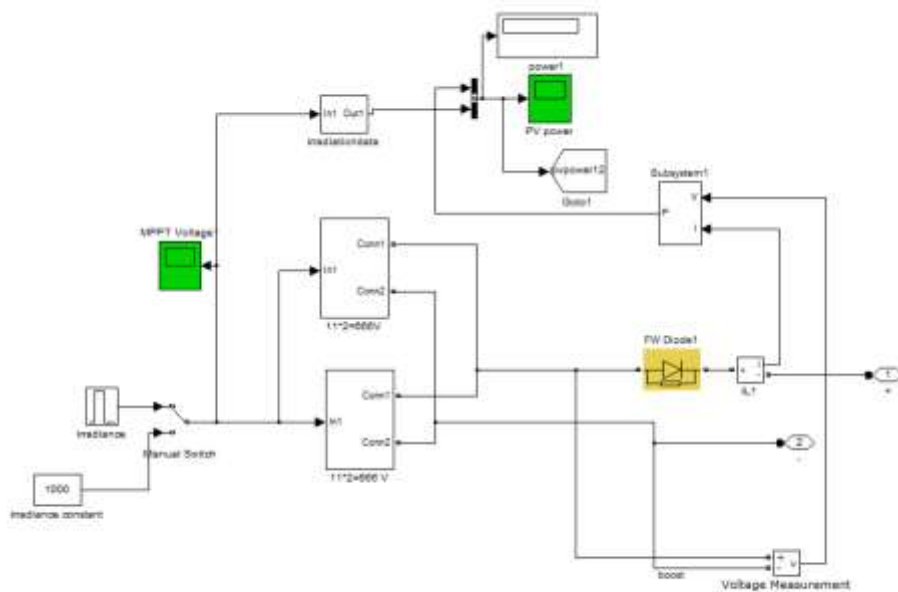 power1
In1 Out1
irradiationdata
PV power
pvpower12
Goto1
Subsystem1
V
P
I
MPPT Voltage
Conn1
In1
Conn2
11*2=666V
FW Diode1
IL1
1
+
Conn1
In1
Conn2
11*2=666 V
2
-
Irradiance
Manual Switch
1000
irradiance constant
+
-
v
boost
Voltage Measurement